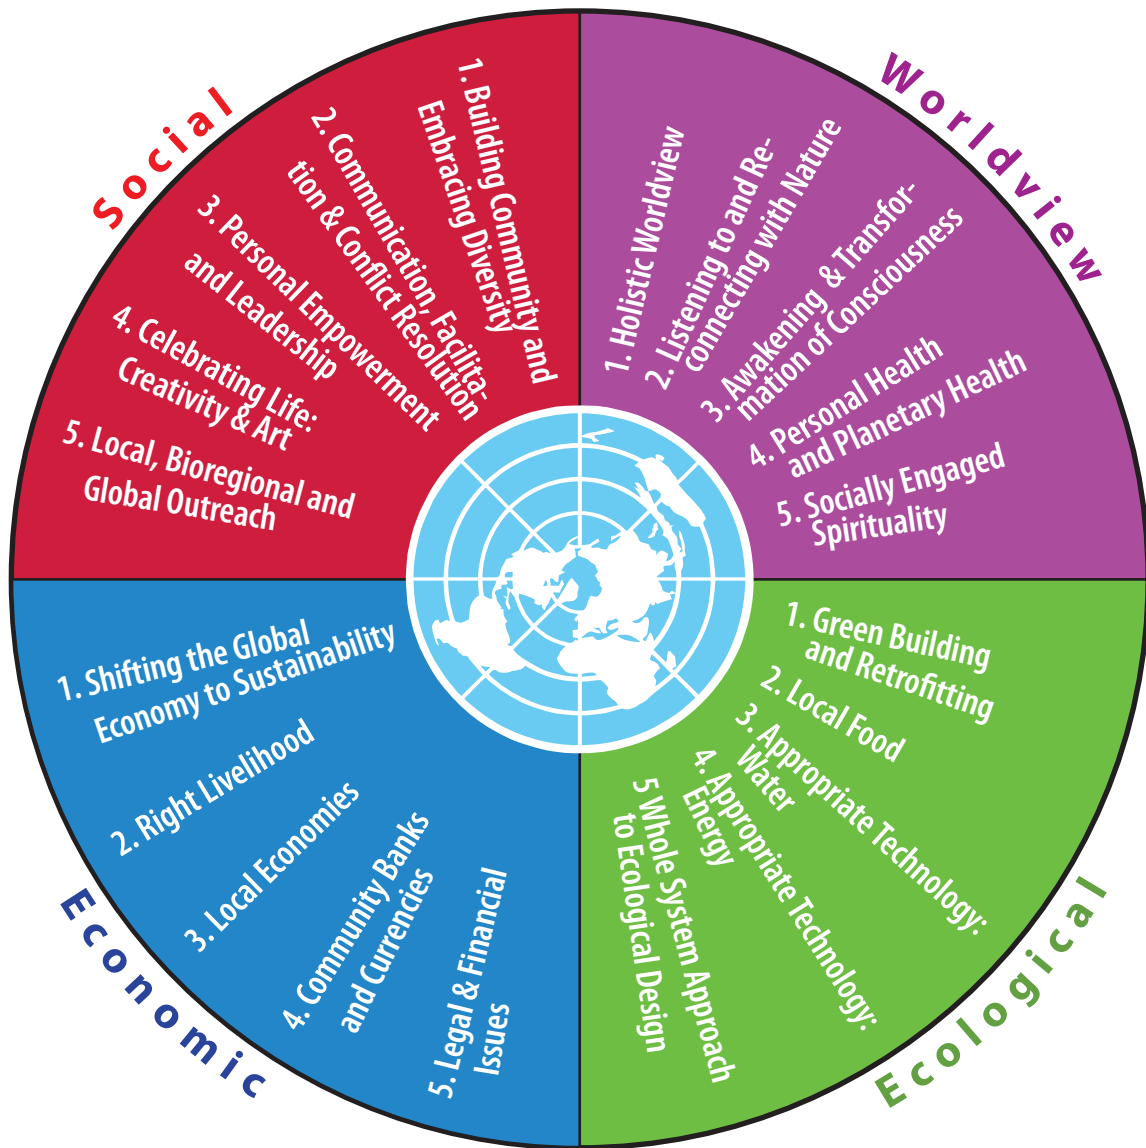 Social
1. Building Community and
Embracing Diversity
2. Communication, Facilita-
tion & Conflict Resolution
3. Personal Empowerment
and Leadership
4. Celebrating Life:
Creativity & Art
5. Local, Bioregional and
Global Outreach
Worldview
1. Holistic Worldview
2. Listening to and Re-
connecting with Nature
3. Awakening & Transfor-
mation of Consciousness
4. Personal Health
and Planetary Health
5. Socially Engaged
Spirituality
Economic
1. Shifting the Global
Economy to Sustainability
2. Right Livelihood
3. Local Economies
4. Community Banks
and Currencies
5. Legal & Financial
Issues
Ecological
1. Green Building
and Retrofitting
2. Local Food
3. Appropriate Technology:
Water
4. Appropriate Technology:
Energy
5 Whole System Approach
to Ecological Design